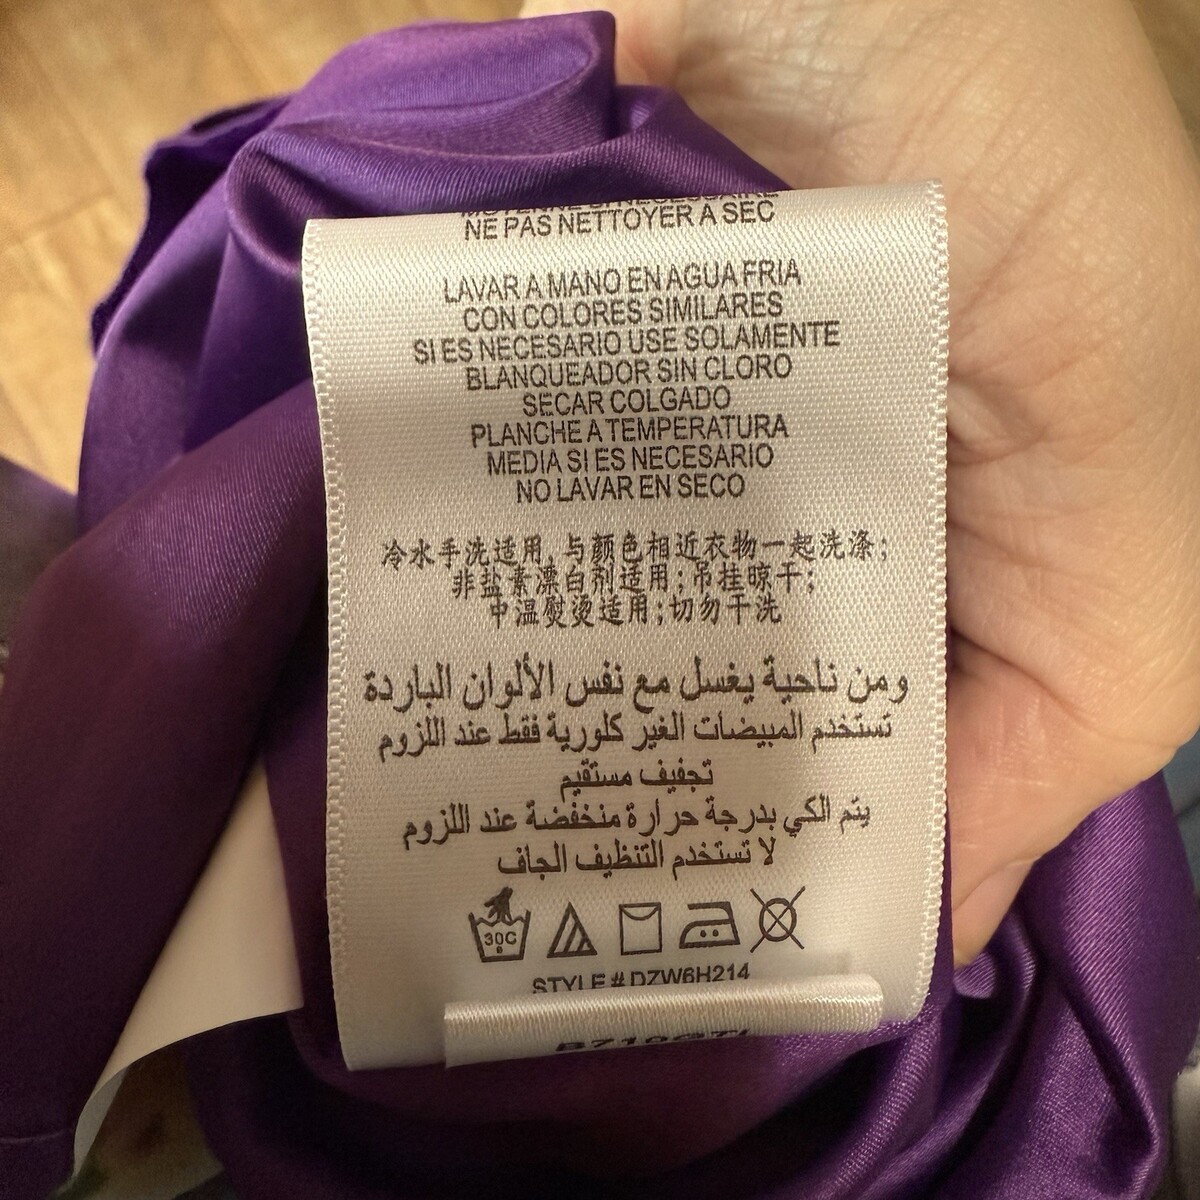 NE PAS NETTOYER A SEC
LAVAR A MANO EN AGUA FRIA
CON COLORES SIMILARES
SI ES NECESARIO USE SOLAMENTE
BLANQUEADOR SIN CLORO
SECAR COLGADO
PLANCHE A TEMPERATURA
MEDIA SI ES NECESARIO
NO LAVAR EN SECO
冷水手洗适用,与颜色相近衣物一起洗涤;
非盐素漂白剂适用;吊挂晾干;
中温熨烫适用;切勿干洗
ومن ناحية يغسل مع نفس الألوان الباردة
تستخدم المبيضات الغير كلورية فقط عند اللزوم
تجفيف مستقيم
يتم الكي بدرجة حرارة منخفضة عند اللزوم
لا تستخدم التنظيف الجاف
30C
STYLE # DZW6H214